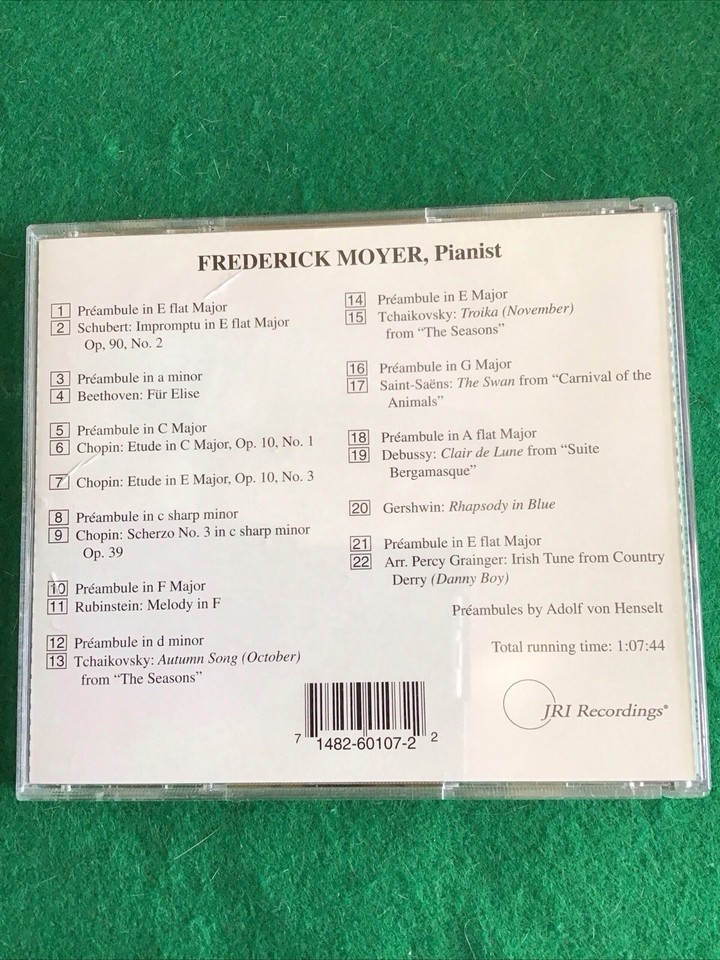 FREDERICK MOYER, Pianist
1 Préambule in E flat Major
2 Schubert: Impromptu in E flat Major
Op, 90, No. 2
3 Préambule in a minor
4 Beethoven: Für Elise
5 Préambule in C Major
6 Chopin: Etude in C Major, Op. 10, No. 1
7 Chopin: Etude in E Major, Op. 10, No. 3
8 Préambule in c sharp minor
9 Chopin: Scherzo No. 3 in c sharp minor
Op. 39
10 Préambule in F Major
11 Rubinstein: Melody in F
12 Préambule in d minor
13 Tchaikovsky: Autumn Song (October)
from “The Seasons”
14 Préambule in E Major
15 Tchaikovsky: Troika (November)
from “The Seasons”
16 Préambule in G Major
17 Saint-Saëns: The Swan from “Carnival of the
Animals”
18 Préambule in A flat Major
19 Debussy: Clair de Lune from “Suite
Bergamasque”
20 Gershwin: Rhapsody in Blue
21 Préambule in E flat Major
22 Arr. Percy Grainger: Irish Tune from Country
Derry (Danny Boy)
Préambules by Adolf von Henselt
Total running time: 1:07:44
JRI Recordings®
7 1482-60107-2 2